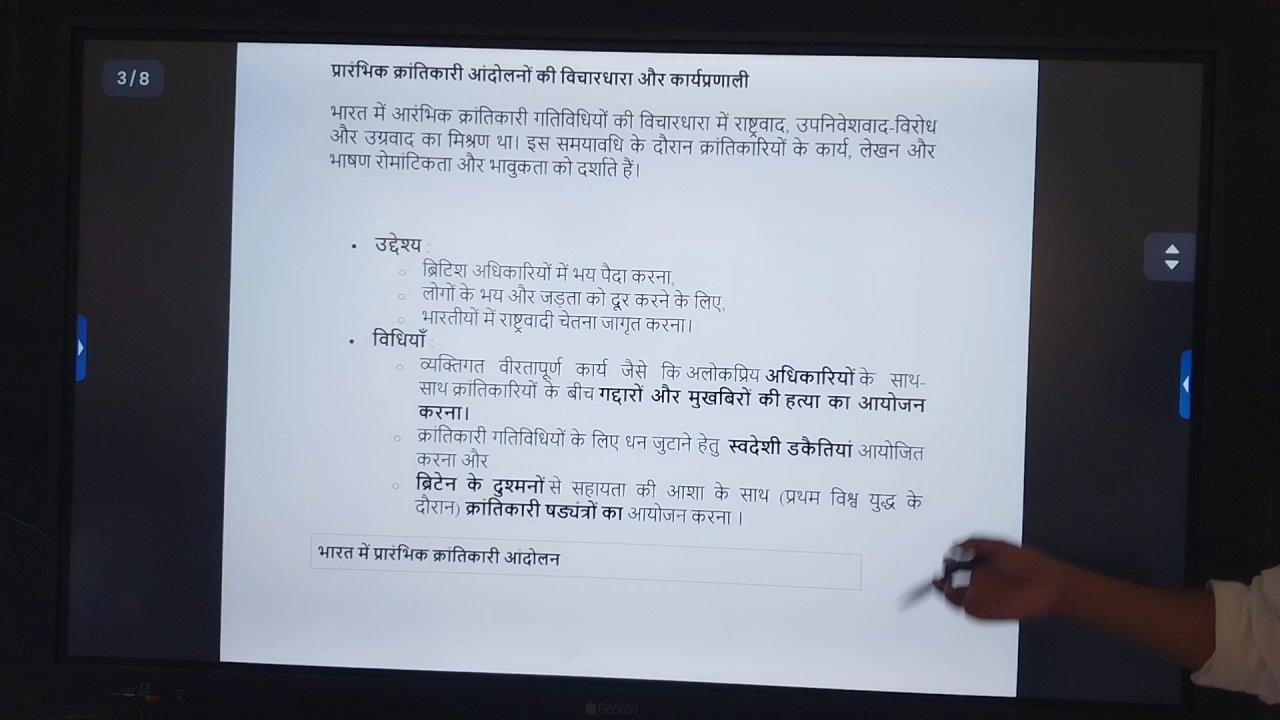 3/8
प्रारंभिक क्रांतिकारी आंदोलनों की विचारधारा और कार्यप्रणाली
भारत में आरंभिक क्रांतिकारी गतिविधियों की विचारधारा में राष्ट्रवाद, उपनिवेशवाद-विरोध
और उग्रवाद का मिश्रण था। इस समयावधि के दौरान क्रांतिकारियों के कार्य, लेखन और
भाषण रोमांटिकता और भावुकता को दर्शाते हैं।
• उद्देश्य :
○ ब्रिटिश अधिकारियों में भय पैदा करना,
○ लोगों के भय और जड़ता को दूर करने के लिए,
○ भारतीयों में राष्ट्रवादी चेतना जागृत करना।
• विधियाँ :
○ व्यक्तिगत वीरतापूर्ण कार्य जैसे कि अलोकप्रिय अधिकारियों के साथ-
साथ क्रांतिकारियों के बीच गद्दारों और मुखबिरों की हत्या का आयोजन
करना।
○ क्रांतिकारी गतिविधियों के लिए धन जुटाने हेतु स्वदेशी डकैतियां आयोजित
करना और
○ ब्रिटेन के दुश्मनों से सहायता की आशा के साथ (प्रथम विश्व युद्ध के
दौरान) क्रांतिकारी षड्यंत्रों का आयोजन करना ।
भारत में प्रारंभिक क्रांतिकारी आंदोलन
Geeken